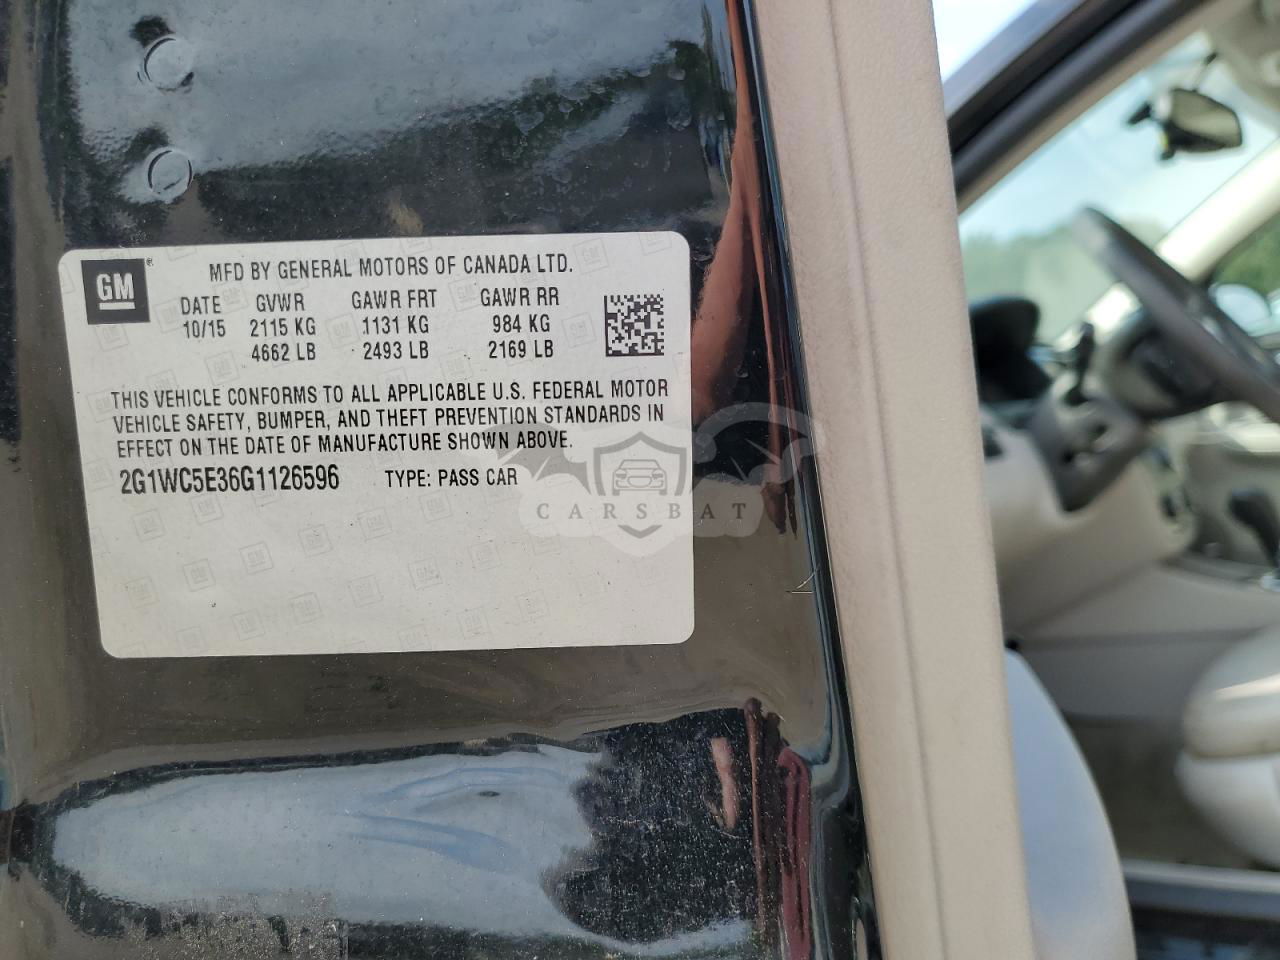 GM
MFD BY GENERAL MOTORS OF CANADA LTD.
DATE GVWR GAWR FRT GAWR RR
10/15 2115 KG 1131 KG 984 KG
4662 LB 2493 LB 2169 LB
THIS VEHICLE CONFORMS TO ALL APPLICABLE U.S. FEDERAL MOTOR
VEHICLE SAFETY, BUMPER, AND THEFT PREVENTION STANDARDS IN
EFFECT ON THE DATE OF MANUFACTURE SHOWN ABOVE.
2G1WC5E36G1126596 TYPE: PASS CAR
CARSBAT